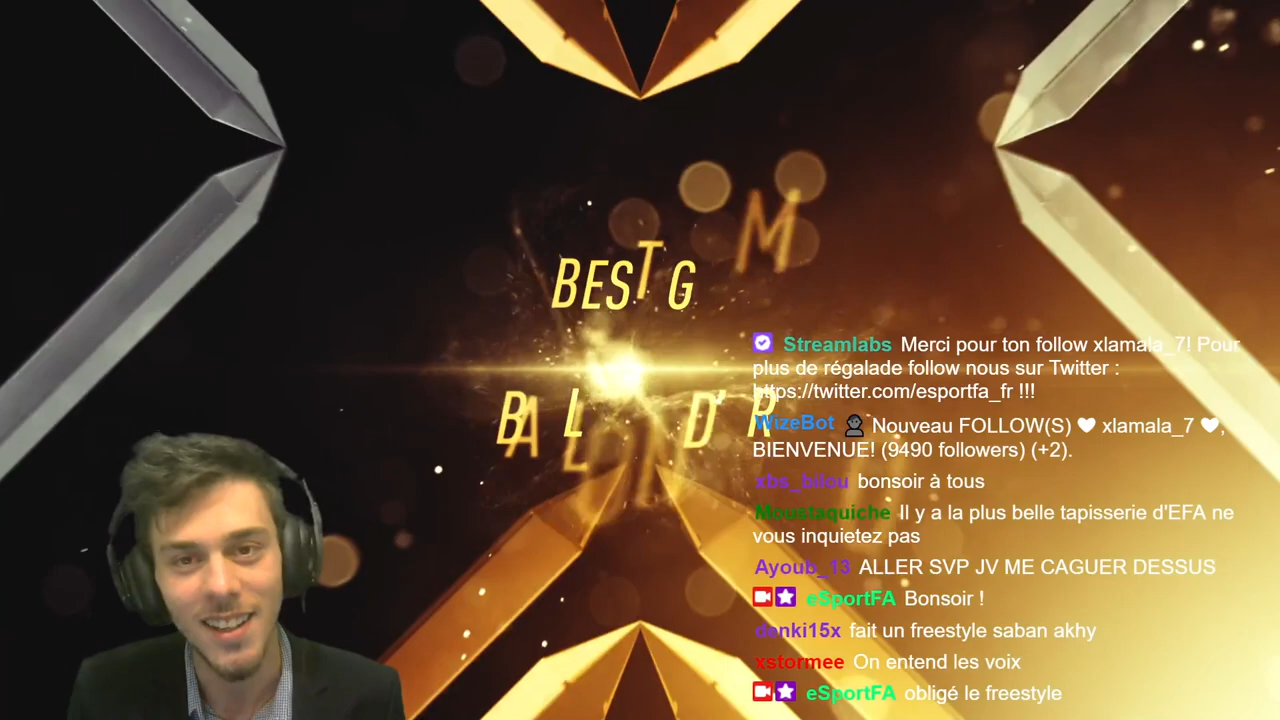 BEST G M
B A L L D'R
Streamlabs Merci pour ton follow xlamala_7! Pour
plus de régalade follow nous sur Twitter :
https://twitter.com/esportfa_fr !!!
WizeBot Nouveau FOLLOW(S) ♥ xlamala_7 ♥,
BIENVENUE! (9490 followers) (+2).
xbs_bilou bonsoir à tous
Moustaquiche Il y a la plus belle tapisserie d'EFA ne
vous inquietez pas
Ayoub_13 ALLER SVP JV ME CAGUER DESSUS
eSportFA Bonsoir !
denki15x fait un freestyle saban akhy
xstormee On entend les voix
eSportFA obligé le freestyle